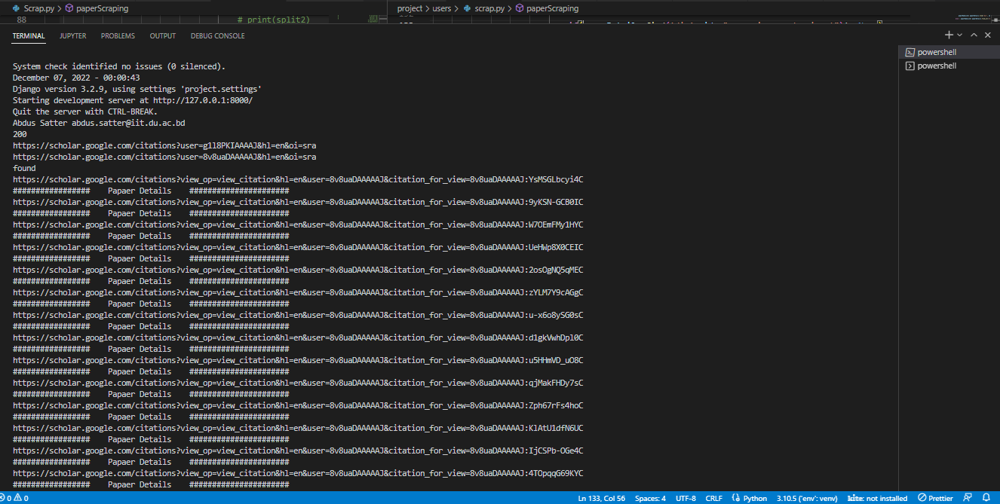 Scrap.py > paperScraping
project > users > scrap.py > paperScraping
88 # print(split2)
TERMINAL JUPYTER PROBLEMS OUTPUT DEBUG CONSOLE
powershell
powershell
System check identified no issues (0 silenced).
December 07, 2022 - 00:00:43
Django version 3.2.9, using settings 'project.settings'
Starting development server at http://127.0.0.1:8000/
Quit the server with CTRL-BREAK.
Abdus Satter abdus.satter@iit.du.ac.bd
200
https://scholar.google.com/citations?user=g1l8PKIAAAAJ&hl=en&oi=sra
https://scholar.google.com/citations?user=8v8uaDAAAAAJ&hl=en&oi=sra
found
https://scholar.google.com/citations?view_op=view_citation&hl=en&user=8v8uaDAAAAAJ&citation_for_view=8v8uaDAAAAAJ:YsMSGLbcyi4C
################# Papaer Details ######################
https://scholar.google.com/citations?view_op=view_citation&hl=en&user=8v8uaDAAAAAJ&citation_for_view=8v8uaDAAAAAJ:9yKSN-GCB0IC
################# Papaer Details ######################
https://scholar.google.com/citations?view_op=view_citation&hl=en&user=8v8uaDAAAAAJ&citation_for_view=8v8uaDAAAAAJ:W7OEmFMy1HYC
################# Papaer Details ######################
https://scholar.google.com/citations?view_op=view_citation&hl=en&user=8v8uaDAAAAAJ&citation_for_view=8v8uaDAAAAAJ:UeHWp8X0CEIC
################# Papaer Details ######################
https://scholar.google.com/citations?view_op=view_citation&hl=en&user=8v8uaDAAAAAJ&citation_for_view=8v8uaDAAAAAJ:2osOgNQ5qMEC
################# Papaer Details ######################
https://scholar.google.com/citations?view_op=view_citation&hl=en&user=8v8uaDAAAAAJ&citation_for_view=8v8uaDAAAAAJ:zYLM7Y9cAGgC
################# Papaer Details ######################
https://scholar.google.com/citations?view_op=view_citation&hl=en&user=8v8uaDAAAAAJ&citation_for_view=8v8uaDAAAAAJ:u-x6o8ySG0sC
################# Papaer Details ######################
https://scholar.google.com/citations?view_op=view_citation&hl=en&user=8v8uaDAAAAAJ&citation_for_view=8v8uaDAAAAAJ:d1gkVwhDpl0C
################# Papaer Details ######################
https://scholar.google.com/citations?view_op=view_citation&hl=en&user=8v8uaDAAAAAJ&citation_for_view=8v8uaDAAAAAJ:u5HHmVD_uO8C
################# Papaer Details ######################
https://scholar.google.com/citations?view_op=view_citation&hl=en&user=8v8uaDAAAAAJ&citation_for_view=8v8uaDAAAAAJ:qjMakFHDy7sC
################# Papaer Details ######################
https://scholar.google.com/citations?view_op=view_citation&hl=en&user=8v8uaDAAAAAJ&citation_for_view=8v8uaDAAAAAJ:Zph67rFs4hoC
################# Papaer Details ######################
https://scholar.google.com/citations?view_op=view_citation&hl=en&user=8v8uaDAAAAAJ&citation_for_view=8v8uaDAAAAAJ:KlAtU1dfN6UC
################# Papaer Details ######################
https://scholar.google.com/citations?view_op=view_citation&hl=en&user=8v8uaDAAAAAJ&citation_for_view=8v8uaDAAAAAJ:IjCSPb-OGe4C
################# Papaer Details ######################
https://scholar.google.com/citations?view_op=view_citation&hl=en&user=8v8uaDAAAAAJ&citation_for_view=8v8uaDAAAAAJ:4TOpqqG69KYC
################# Papaer Details ######################
0 0 Ln 133, Col 56 Spaces: 4 UTF-8 CRLF Python 3.10.5 ('env': venv) kite: not installed Prettier